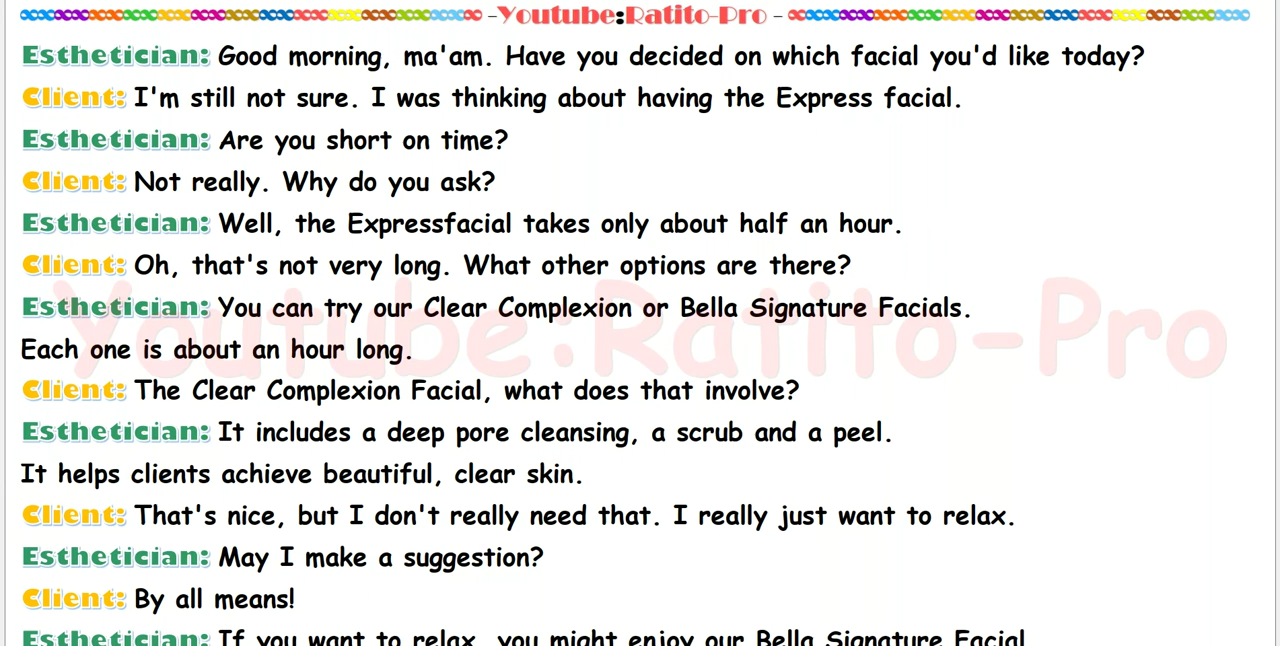 –Youtube:Ratito-Pro –
Esthetician: Good morning, ma'am. Have you decided on which facial you'd like today?
Client: I'm still not sure. I was thinking about having the Express facial.
Esthetician: Are you short on time?
Client: Not really. Why do you ask?
Esthetician: Well, the Expressfacial takes only about half an hour.
Client: Oh, that's not very long. What other options are there?
Esthetician: You can try our Clear Complexion or Bella Signature Facials.
Youtube:Ratito-Pro
Each one is about an hour long.
Client: The Clear Complexion Facial, what does that involve?
Esthetician: It includes a deep pore cleansing, a scrub and a peel.
It helps clients achieve beautiful, clear skin.
Client: That's nice, but I don't really need that. I really just want to relax.
Esthetician: May I make a suggestion?
Client: By all means!
Esthetician: If you want to relax, you might enjoy our Bella Signature Facial